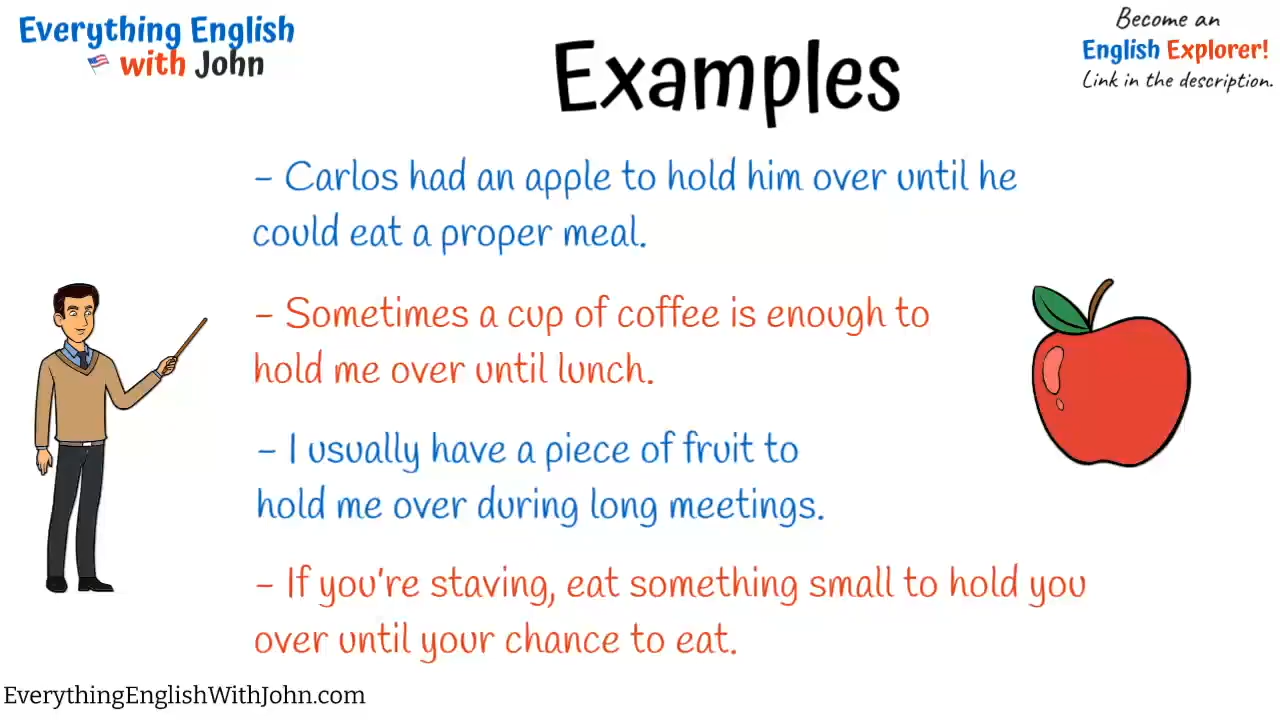 Everything English
with John
Become an
English Explorer!
Link in the description.
Examples
– Carlos had an apple to hold him over until he
could eat a proper meal.
– Sometimes a cup of coffee is enough to
hold me over until lunch.
– I usually have a piece of fruit to
hold me over during long meetings.
– If you're staving, eat something small to hold you
over until your chance to eat.
EverythingEnglishWithJohn.com